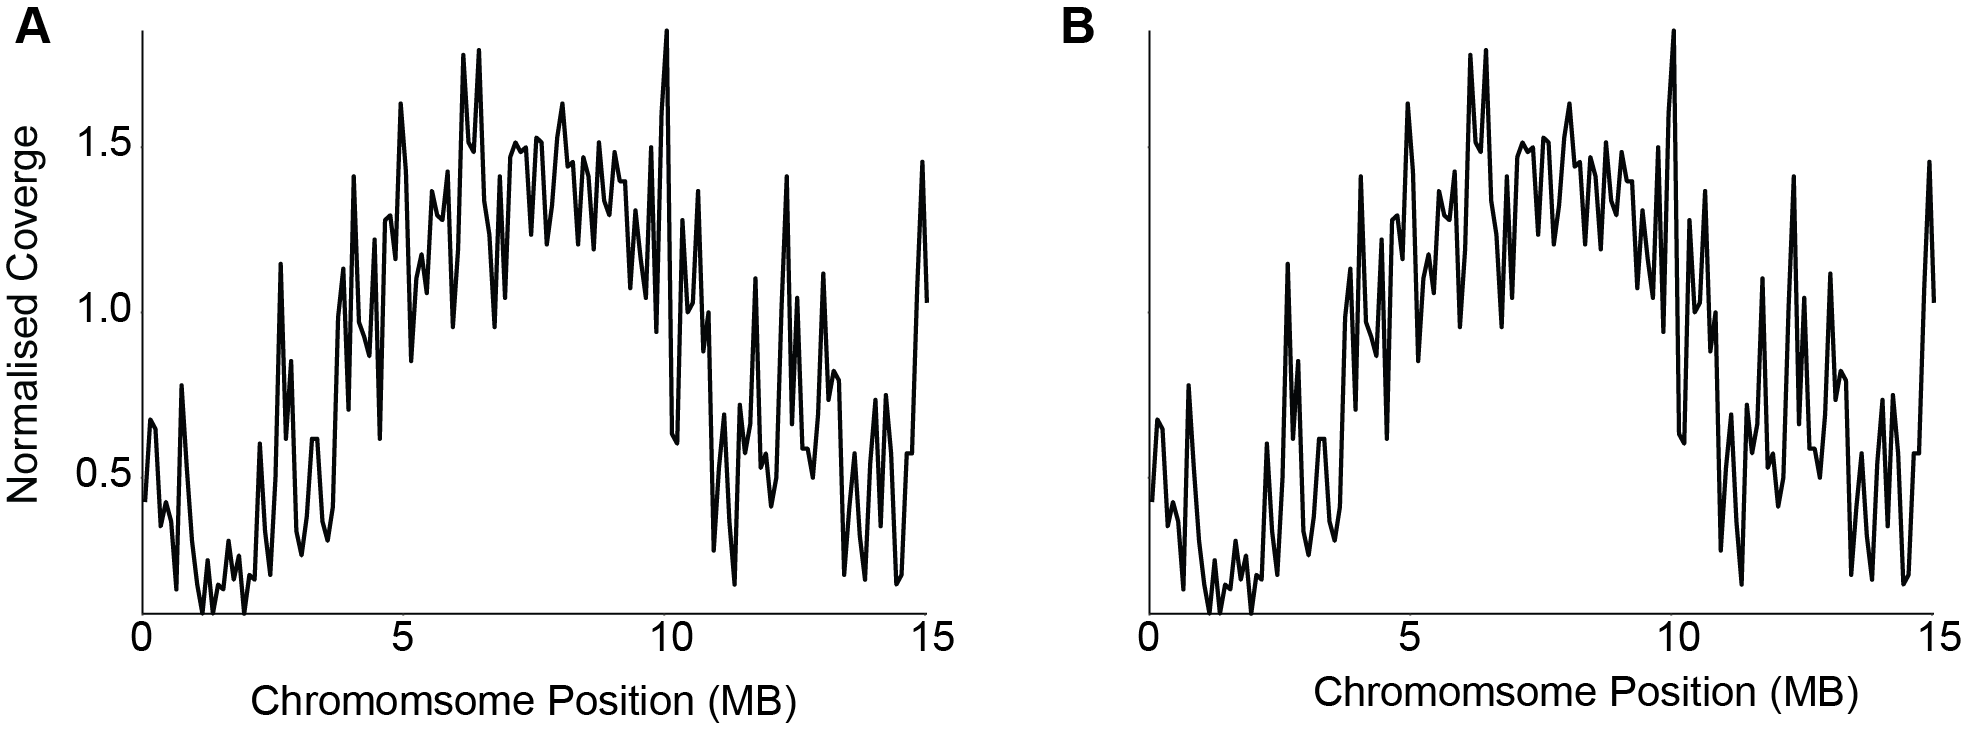 A
B
Normalised Coverge
1.5
1.0
0.5
0 5 10 15
0 5 10 15
Chromomsome Position (MB)
Chromomsome Position (MB)